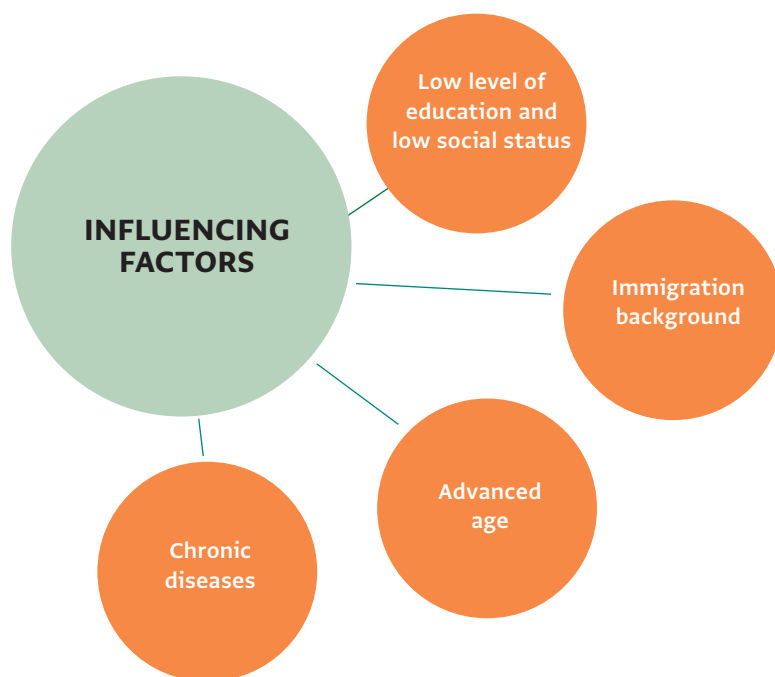 Low level of
education and
low social status
INFLUENCING
FACTORS
Immigration
background
Advanced
age
Chronic
diseases